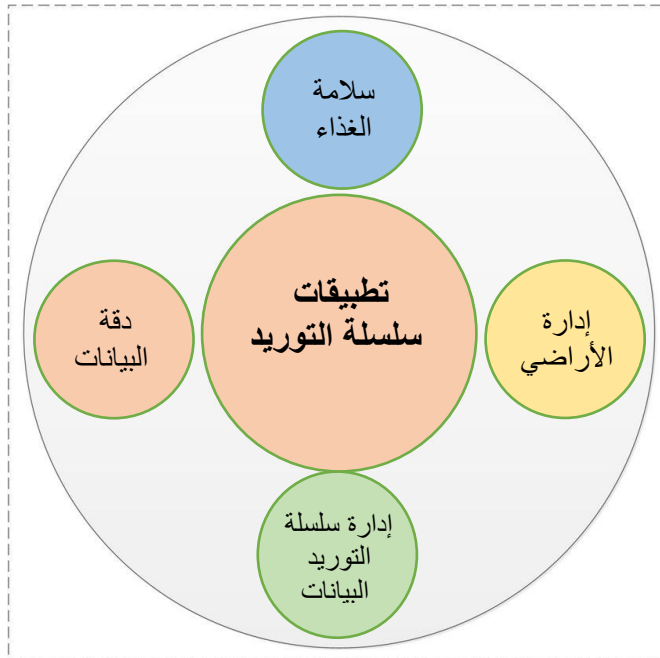 سلامة
الغذاء
تطبيقات
سلسلة التوريد
إدارة
الأراضي
دقة
البيانات
إدارة سلسلة
التوريد
البيانات